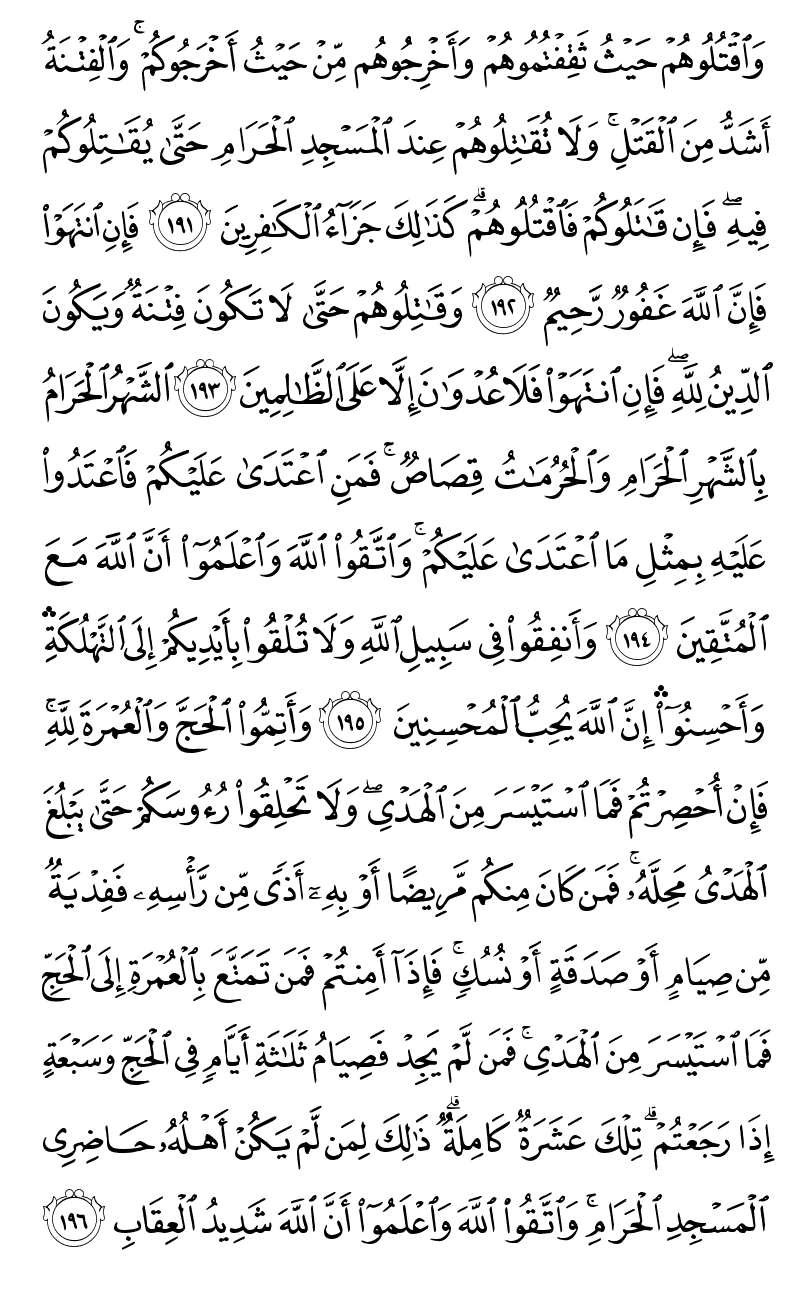 وَٱقۡتُلُوهُمۡ حَيۡثُ ثَقِفۡتُمُوهُمۡ وَأَخۡرِجُوهُم مِّنۡ حَيۡثُ أَخۡرَجُوكُمۡۚ وَٱلۡفِتۡنَةُ
أَشَدُّ مِنَ ٱلۡقَتۡلِۚ وَلَا تُقَٰتِلُوهُمۡ عِندَ ٱلۡمَسۡجِدِ ٱلۡحَرَامِ حَتَّىٰ يُقَٰتِلُوكُمۡ
فِيهِۖ فَإِن قَٰتَلُوكُمۡ فَٱقۡتُلُوهُمۡۗ كَذَٰلِكَ جَزَآءُ ٱلۡكَٰفِرِينَ ١٩١ فَإِنِ ٱنتَهَوۡاْ
فَإِنَّ ٱللَّهَ غَفُورٞ رَّحِيمٞ ١٩٢ وَقَٰتِلُوهُمۡ حَتَّىٰ لَا تَكُونَ فِتۡنَةٞ وَيَكُونَ
ٱلدِّينُ لِلَّهِۖ فَإِنِ ٱنتَهَوۡاْ فَلَا عُدۡوَٰنَ إِلَّا عَلَى ٱلظَّٰلِمِينَ ١٩٣ ٱلشَّهۡرُ ٱلۡحَرَامُ
بِٱلشَّهۡرِ ٱلۡحَرَامِ وَٱلۡحُرُمَٰتُ قِصَاصٞۚ فَمَنِ ٱعۡتَدَىٰ عَلَيۡكُمۡ فَٱعۡتَدُواْ
عَلَيۡهِ بِمِثۡلِ مَا ٱعۡتَدَىٰ عَلَيۡكُمۡۚ وَٱتَّقُواْ ٱللَّهَ وَٱعۡلَمُوٓاْ أَنَّ ٱللَّهَ مَعَ
ٱلۡمُتَّقِينَ ١٩٤ وَأَنفِقُواْ فِي سَبِيلِ ٱللَّهِ وَلَا تُلۡقُواْ بِأَيۡدِيكُمۡ إِلَى ٱلتَّهۡلُكَةِۛ
وَأَحۡسِنُوٓاْۛ إِنَّ ٱللَّهَ يُحِبُّ ٱلۡمُحۡسِنِينَ ١٩٥ وَأَتِمُّواْ ٱلۡحَجَّ وَٱلۡعُمۡرَةَ لِلَّهِۚ
فَإِنۡ أُحۡصِرۡتُمۡ فَمَا ٱسۡتَيۡسَرَ مِنَ ٱلۡهَدۡيِۖ وَلَا تَحۡلِقُواْ رُءُوسَكُمۡ حَتَّىٰ يَبۡلُغَ
ٱلۡهَدۡيُ مَحِلَّهُۥۚ فَمَن كَانَ مِنكُم مَّرِيضًا أَوۡ بِهِۦٓ أَذٗى مِّن رَّأۡسِهِۦ فَفِدۡيَةٞ
مِّن صِيَامٍ أَوۡ صَدَقَةٍ أَوۡ نُسُكٖۚ فَإِذَآ أَمِنتُمۡ فَمَن تَمَتَّعَ بِٱلۡعُمۡرَةِ إِلَى ٱلۡحَجِّ
فَمَا ٱسۡتَيۡسَرَ مِنَ ٱلۡهَدۡيِۚ فَمَن لَّمۡ يَجِدۡ فَصِيَامُ ثَلَٰثَةِ أَيَّامٖ فِي ٱلۡحَجِّ وَسَبۡعَةٍ
إِذَا رَجَعۡتُمۡۗ تِلۡكَ عَشَرَةٞ كَامِلَةٞۗ ذَٰلِكَ لِمَن لَّمۡ يَكُنۡ أَهۡلُهُۥ حَاضِرِي
ٱلۡمَسۡجِدِ ٱلۡحَرَامِۚ وَٱتَّقُواْ ٱللَّهَ وَٱعۡلَمُوٓاْ أَنَّ ٱللَّهَ شَدِيدُ ٱلۡعِقَابِ ١٩٦